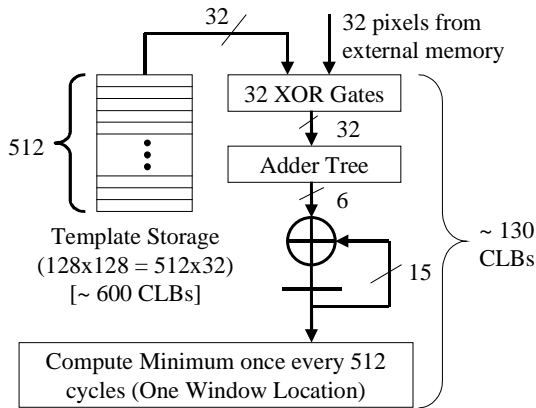 32
32 pixels from
external memory
32 XOR Gates
32
512
Adder Tree
6
Template Storage
(128x128 = 512x32)
[~ 600 CLBs]
15
~ 130
CLBs
Compute Minimum once every 512
cycles (One Window Location)